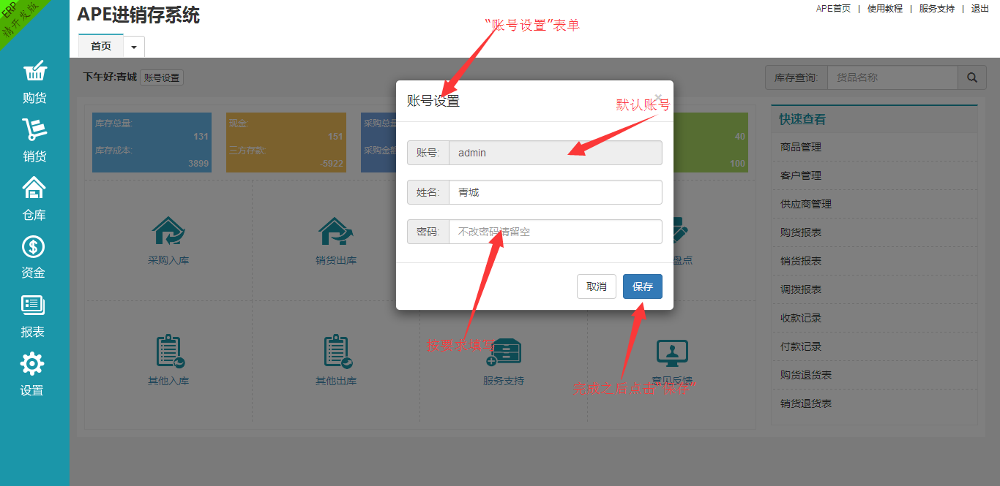 ERP
精开发版
APE进销存系统
APE首页 | 使用教程 | 服务支持 | 退出
首页
“账号设置”表单
下午好:青城 账号设置
库存查询: 货品名称
购货
销货
仓库
资金
报表
设置
库存总量:
131
库存成本:
3899
现金:
151
三方存款:
-5922
采购总量
采购金额
40
100
账号设置
×
默认账号
账号: admin
姓名: 青城
密码: 不改密码请留空
取消 保存
按要求填写
完成之后点击“保存”
采购入库
销货出库
盘点
其他入库
其他出库
服务支持
意见反馈
快速查看
商品管理
客户管理
供应商管理
购货报表
销货报表
调拨报表
收款记录
付款记录
购货退货表
销货退货表